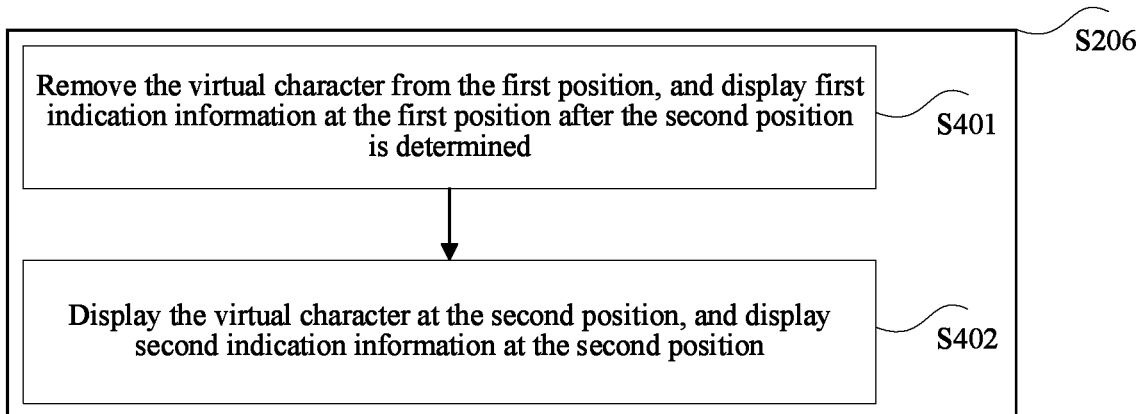 S206
Remove the virtual character from the first position, and display first
indication information at the first position after the second position
is determined
S401
Display the virtual character at the second position, and display
second indication information at the second position
S402